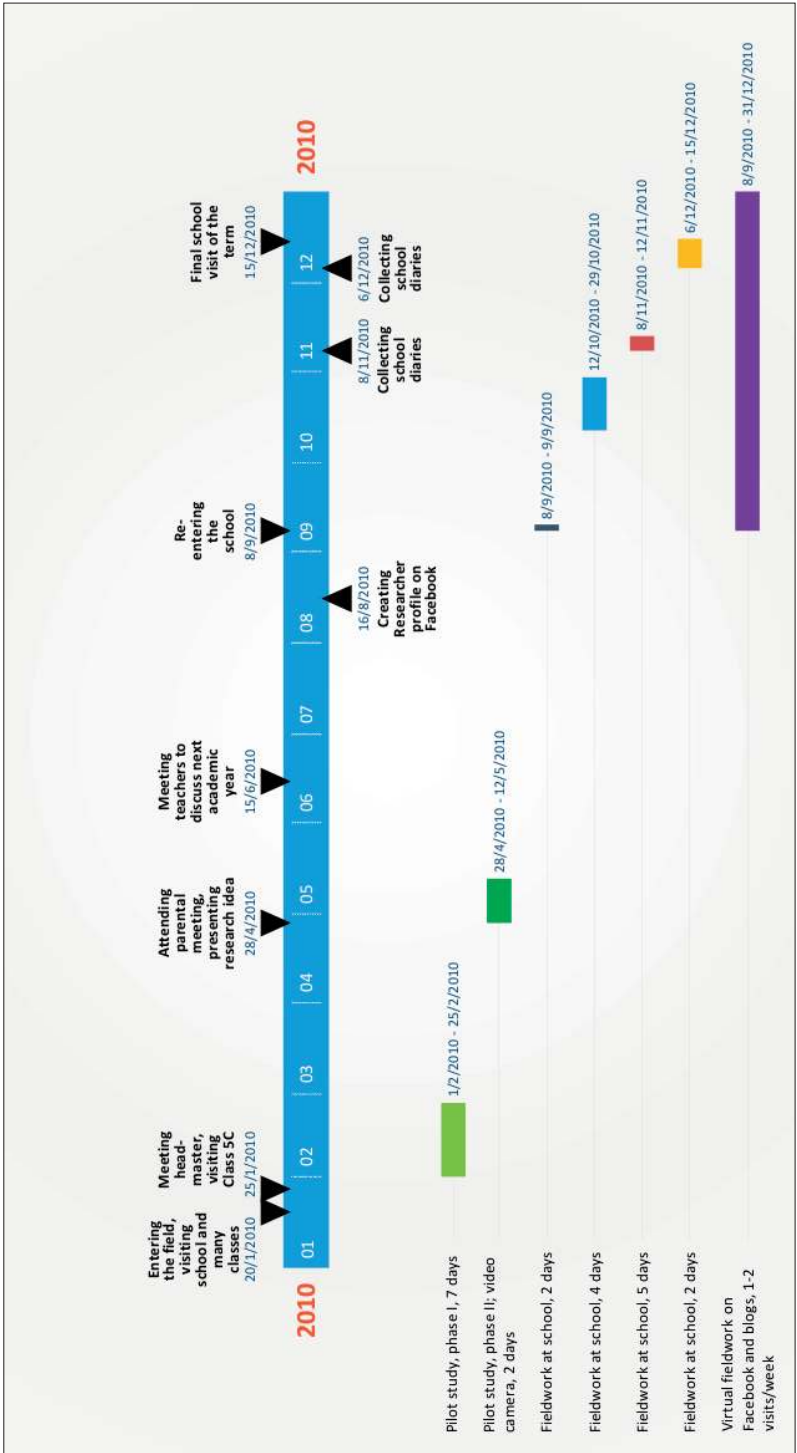 Entering
the field,
visiting
school and
many
classes
20/1/2010
Meeting
head-
master,
visiting
Class 5C
25/1/2010
Attending
parental
meeting,
presenting
research idea
28/4/2010
Meeting
teachers to
discuss next
academic
year
15/6/2010
Re-
entering
the
school
8/9/2010
Final school
visit of the
term
15/12/2010
2010
01
02
03
04
05
06
07
08
09
10
11
12
2010
16/8/2010
Creating
Researcher
profile on
Facebook
8/11/2010
Collecting
school
diaries
6/12/2010
Collecting
school
diaries
Pilot study, phase I, 7 days
1/2/2010 - 25/2/2010
Pilot study, phase II; video
camera, 2 days
28/4/2010 - 12/5/2010
Fieldwork at school, 2 days
8/9/2010 - 9/9/2010
Fieldwork at school, 4 days
12/10/2010 - 29/10/2010
Fieldwork at school, 5 days
8/11/2010 - 12/11/2010
Fieldwork at school, 2 days
6/12/2010 - 15/12/2010
Virtual fieldwork on
Facebook and blogs, 1-2
visits/week
8/9/2010 - 31/12/2010